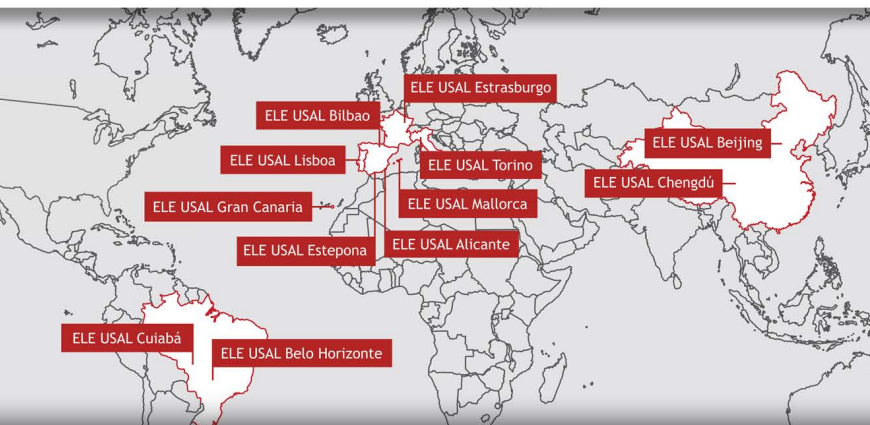 ELE USAL Estrasburgo
ELE USAL Bilbao
ELE USAL Beijing
ELE USAL Lisboa
ELE USAL Torino
ELE USAL Chengdú
ELE USAL Gran Canaria
ELE USAL Mallorca
ELE USAL Estepona
ELE USAL Alicante
ELE USAL Cuiabá
ELE USAL Belo Horizonte